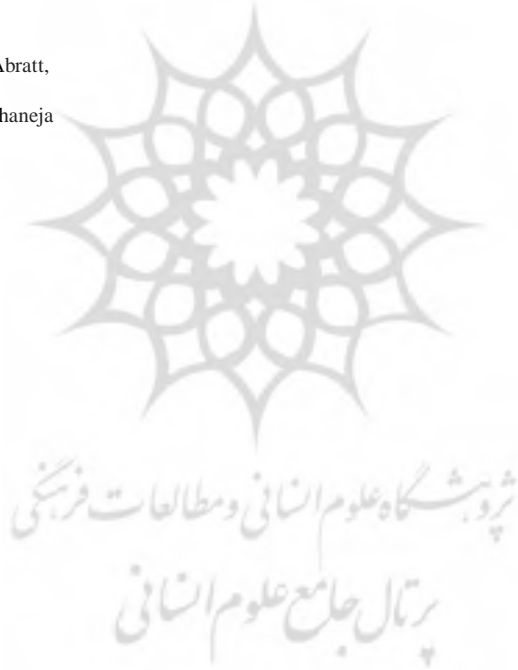 Abratt,
haneja
پژوهشگاه علوم انسانی و مطالعات فرهنگی
پرتال جامع علوم انسانی